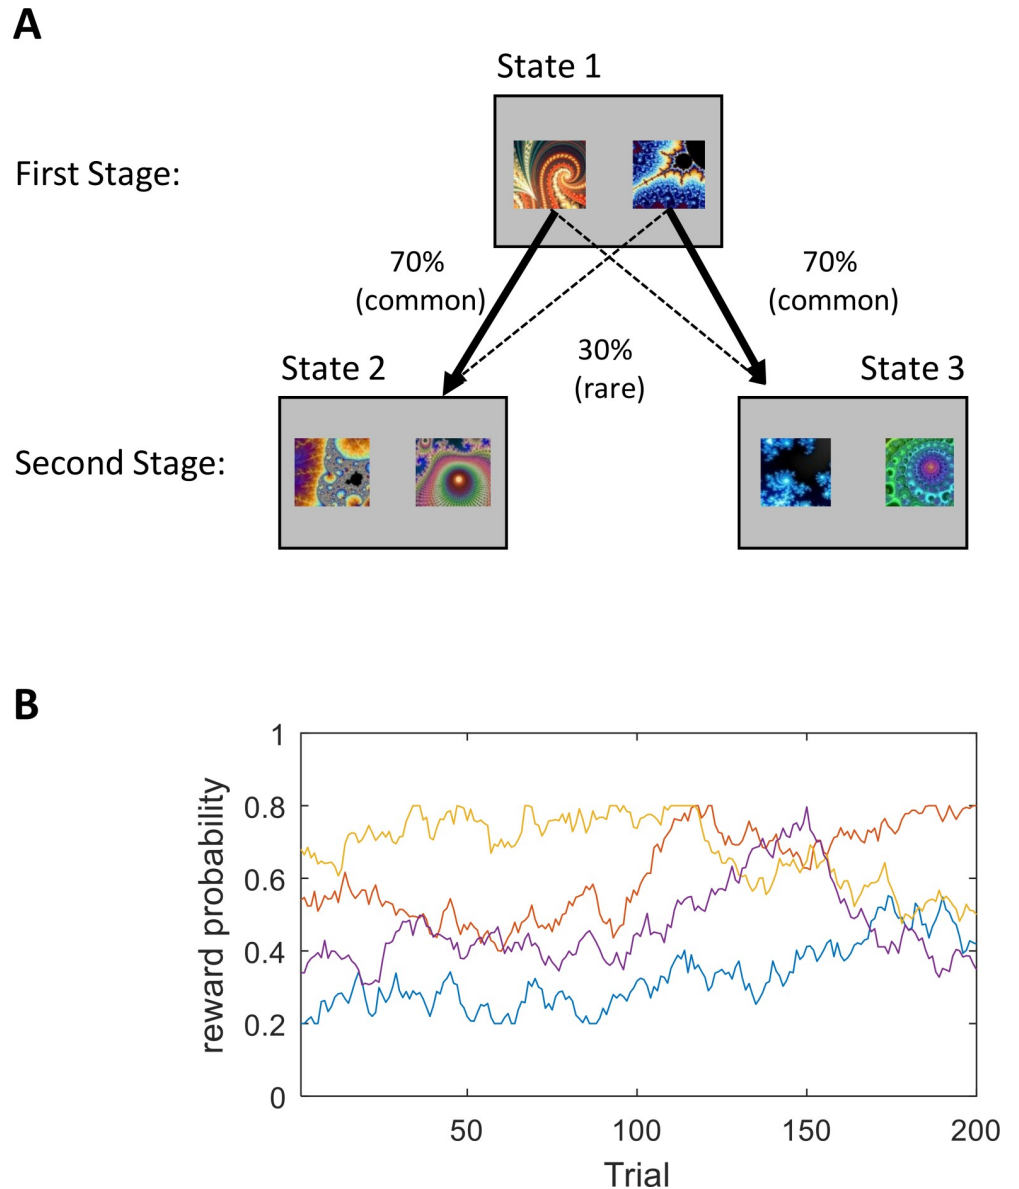 A
State 1
First Stage:
70%
(common)
70%
(common)
30%
(rare)
State 2
State 3
Second Stage:
B
1
0.8
0.6
0.4
0.2
0
reward probability
50
100
150
200
Trial